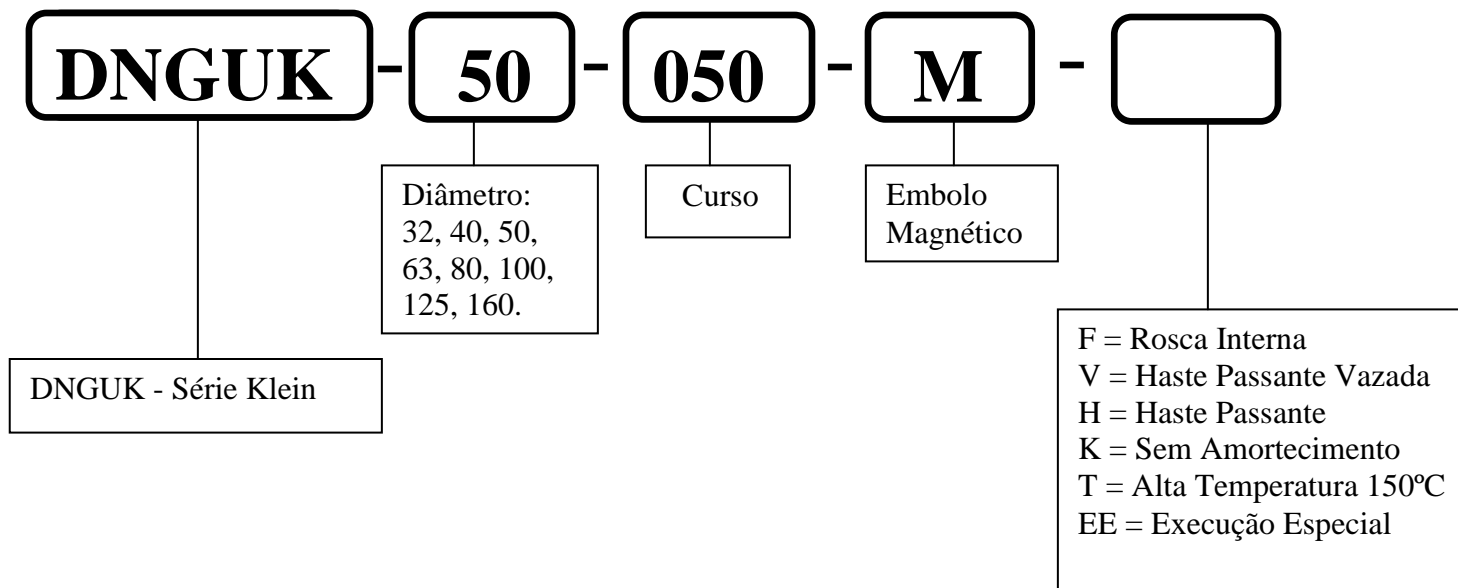 DNGUK - 50 - 050 - M -
Diâmetro:
32, 40, 50,
63, 80, 100,
125, 160.
Curso
Embolo
Magnético
DNGUK - Série Klein
F = Rosca Interna
V = Haste Passante Vazada
H = Haste Passante
K = Sem Amortecimento
T = Alta Temperatura 150ºC
EE = Execução Especial